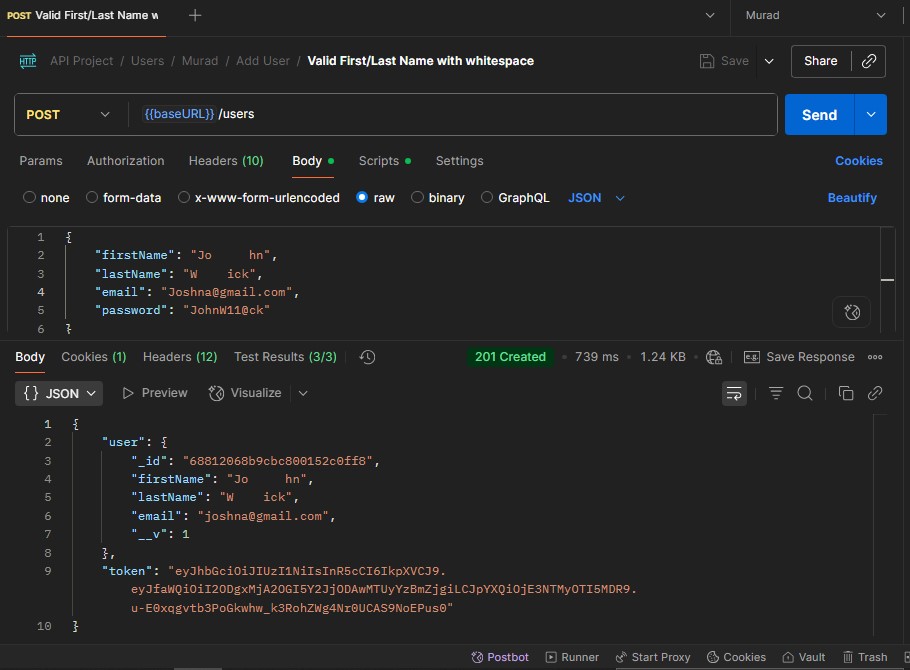 POST Valid First/Last Name w
Murad
HTTP API Project / Users / Murad / Add User / Valid First/Last Name with whitespace
Save
Share
POST
{{baseURL}} /users
Send
Params Authorization Headers (10) Body Scripts Settings Cookies
none form-data x-www-form-urlencoded raw binary GraphQL JSON Beautify
1 {
2 "firstName": "Jo     hn",
3 "lastName": "W    ick",
4 "email": "Joshna@gmail.com",
5 "password": "JohnW11@ck"
6 }
Body Cookies (1) Headers (12) Test Results (3/3) 201 Created 739 ms 1.24 KB e.g. Save Response
{} JSON Preview Visualize
1 {
2 "user": {
3 "_id": "68812068b9cbc800152c0ff8",
4 "firstName": "Jo     hn",
5 "lastName": "W    ick",
6 "email": "joshna@gmail.com",
7 "__v": 1
8 },
9 "token": "eyJhbGciOiJIUzI1NiIsInR5cCI6IkpXVCJ9.
eyJfaWQiOiI2ODgxMjA2OGI5Y2JjODAwMTUyYzBmZjgiLCJpYXQiOjE3NTMyOTI5MDR9.
u-E0xqgvtb3PoGkwhw_k3RohZWg4Nr0UCAS9NoEPus0"
10 }
Postbot Runner Start Proxy Cookies Vault Trash